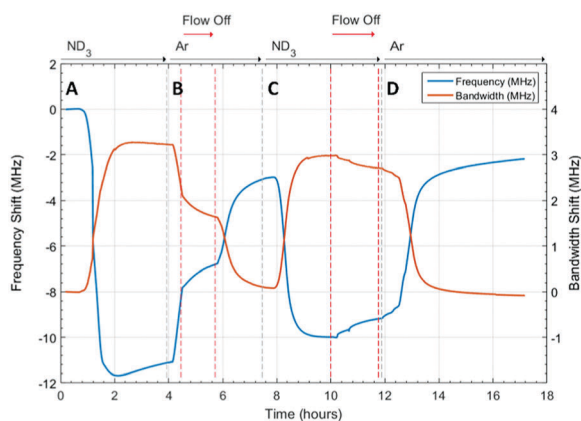 Flow Off
Flow Off
ND₃
Ar
ND₃
Ar
A
B
C
D
Frequency (MHz)
Bandwidth (MHz)
2
0
-2
-4
-6
-8
-10
-12
Frequency Shift (MHz)
4
3
2
1
0
-1
Bandwidth Shift (MHz)
0
2
4
6
8
10
12
14
16
18
Time (hours)